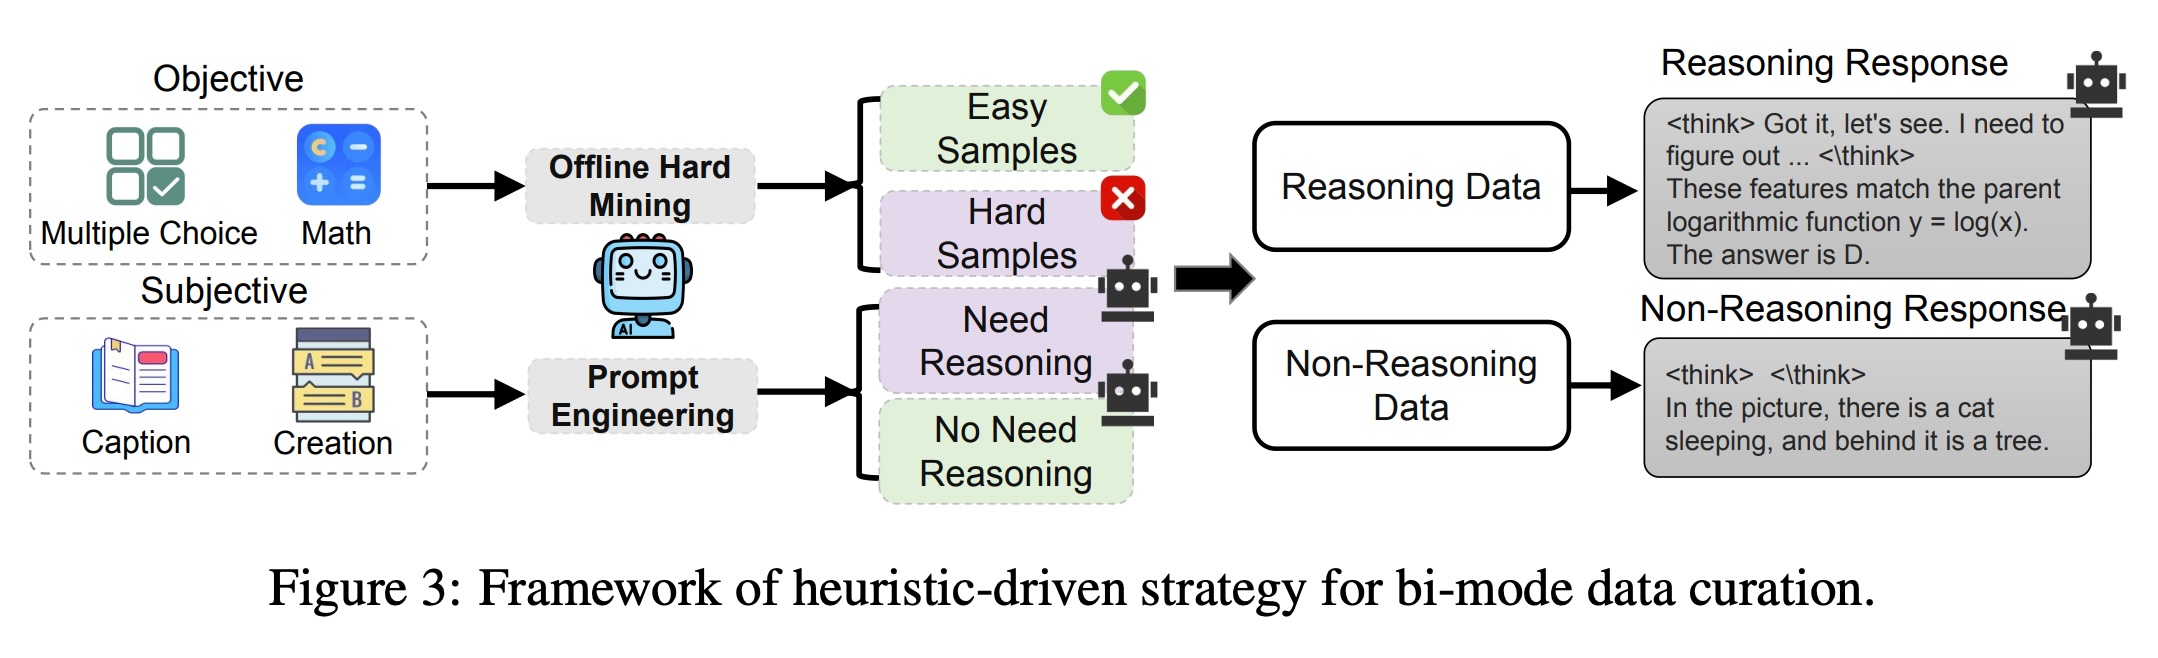 Objective
Multiple Choice
Math
Subjective
Caption
Creation
Offline Hard
Mining
AI
Prompt
Engineering
Easy
Samples
Hard
Samples
Need
Reasoning
No Need
Reasoning
Reasoning Data
Non-Reasoning
Data
Reasoning Response
<think> Got it, let's see. I need to
figure out ... <\think>
These features match the parent
logarithmic function y = log(x).
The answer is D.
Non-Reasoning Response
<think>  <\think>
In the picture, there is a cat
sleeping, and behind it is a tree.
A
B
C
Figure 3: Framework of heuristic-driven strategy for bi-mode data curation.